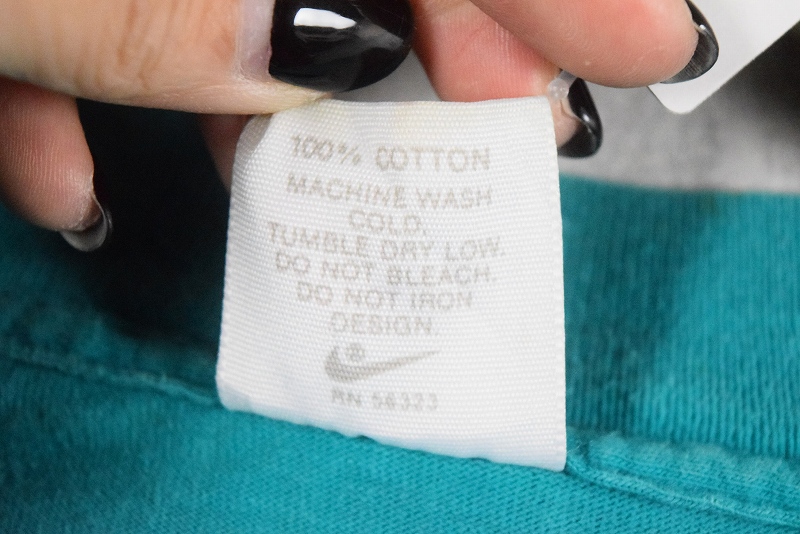 100% COTTON
MACHINE WASH
COLD.
TUMBLE DRY LOW.
DO NOT BLEACH.
DO NOT IRON
DESIGN.
®
RN 56323